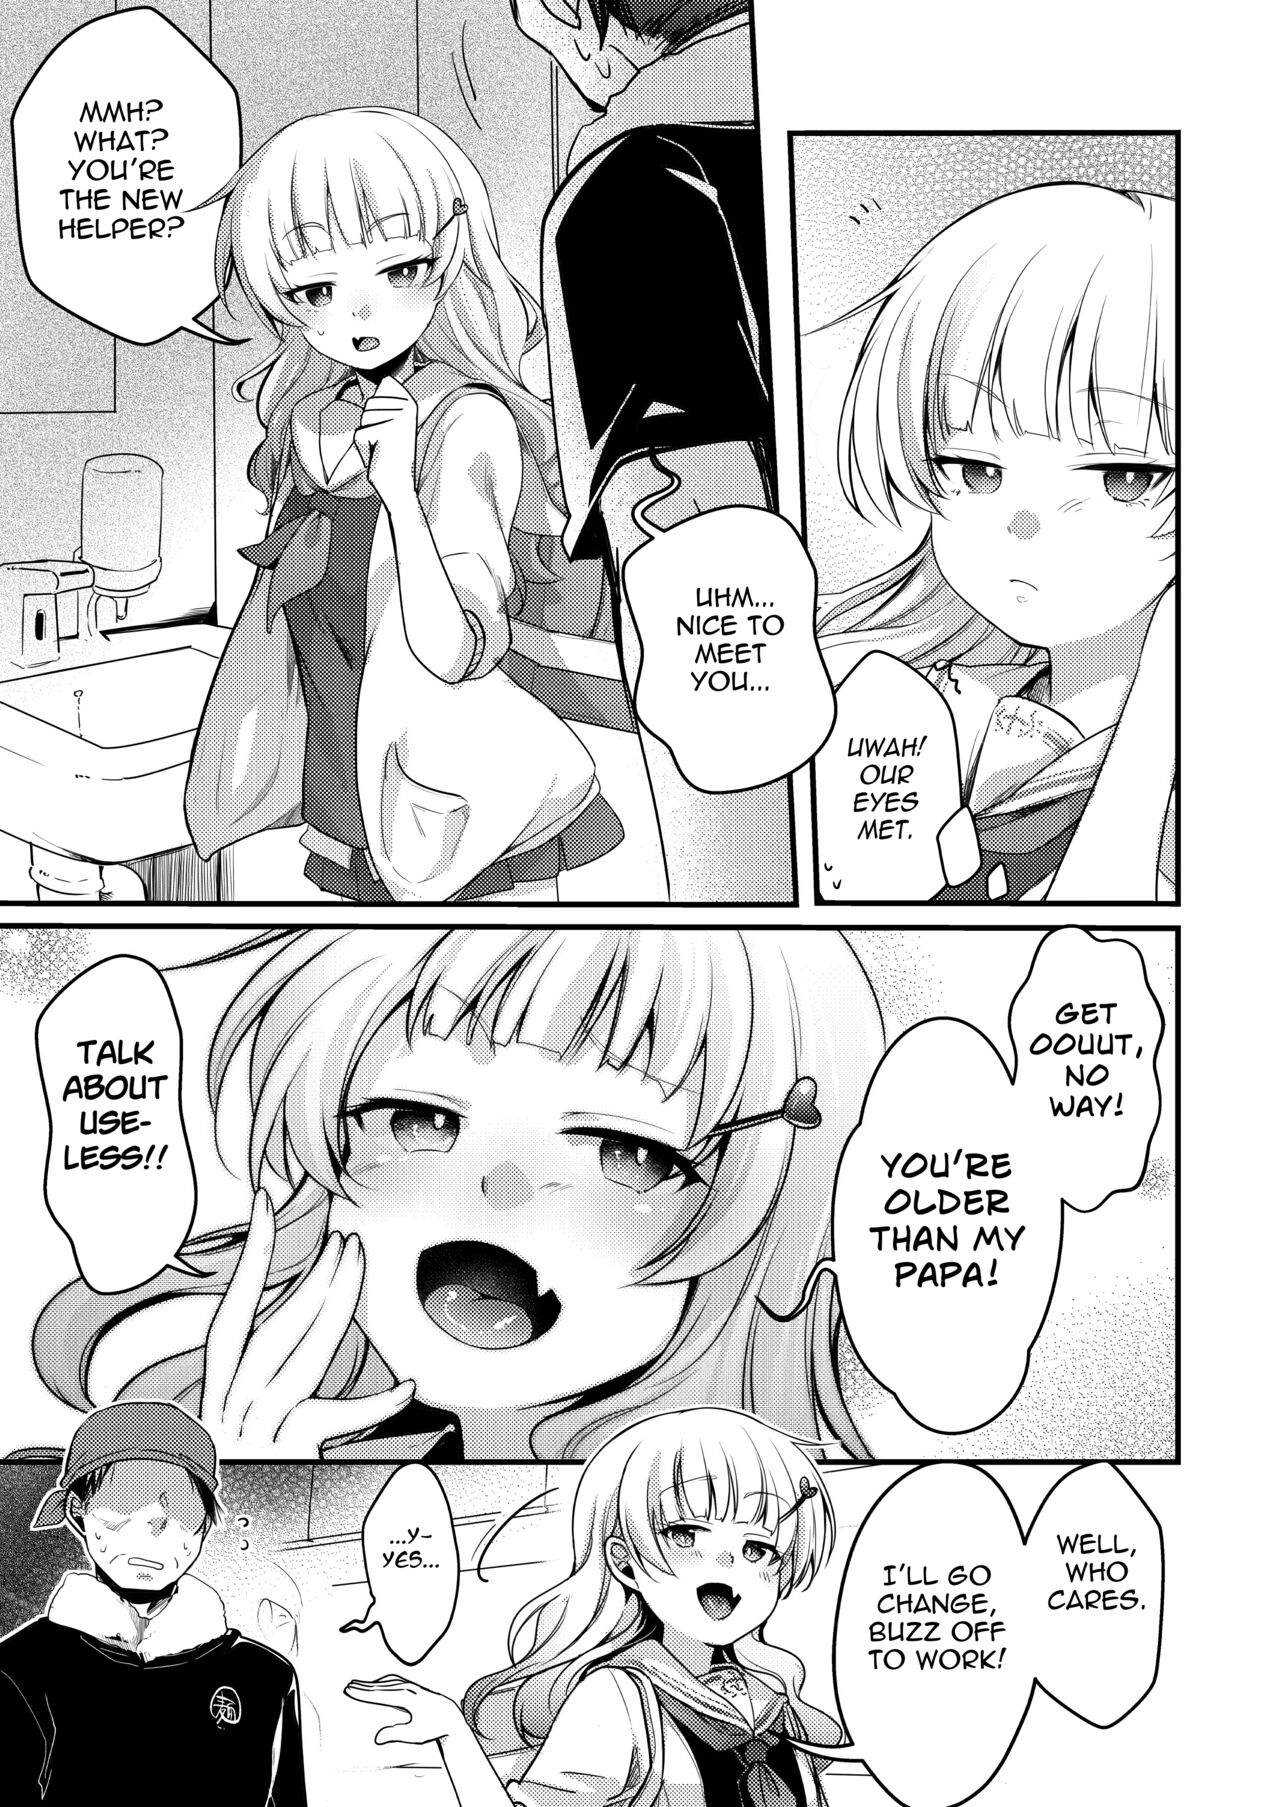 UWAH!
OUR
EYES
MET.
MMH?
WHAT?
YOU'RE
THE NEW
HELPER?
UHM...
NICE TO
MEET
YOU...
GET
OOUUT,
NO
WAY!
YOU'RE
OLDER
THAN MY
PAPA!
TALK
ABOUT
USE-
LESS!!
WELL,
WHO
CARES.
I'LL GO
CHANGE,
BUZZ OFF
TO WORK!
...Y-
YES...
麺